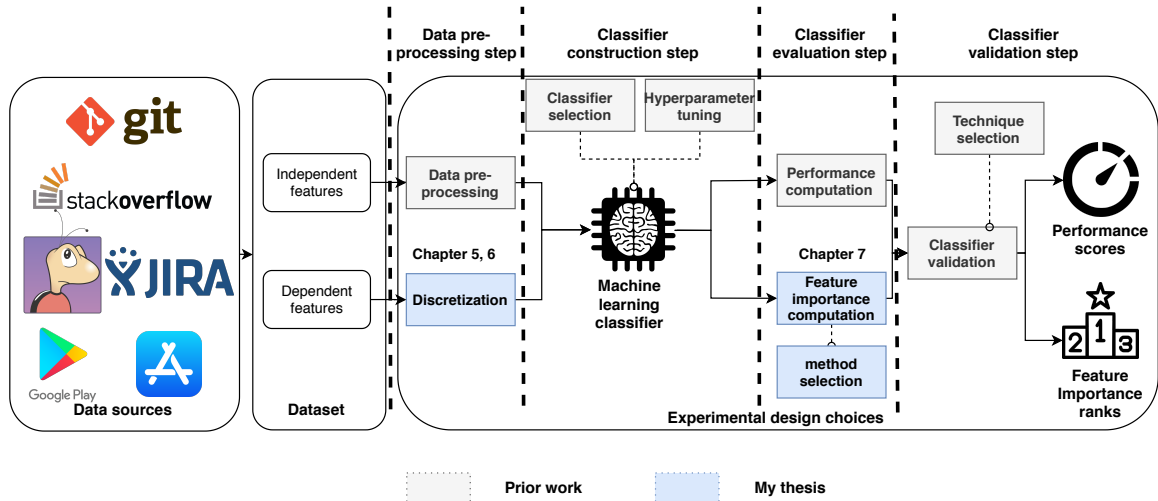 Data pre-
processing step
Classifier
construction step
Classifier
evaluation step
Classifier
validation step
git
stackoverflow
JIRA
Google Play
Data sources
Independent
features
Dependent
features
Dataset
Data pre-
processing
Chapter 5, 6
Discretization
Classifier
selection
Hyperparameter
tuning
Machine
learning
classifier
Performance
computation
Chapter 7
Feature
importance
computation
method
selection
Technique
selection
Classifier
validation
Performance
scores
2 1 3
Feature
Importance
ranks
Experimental design choices
Prior work
My thesis